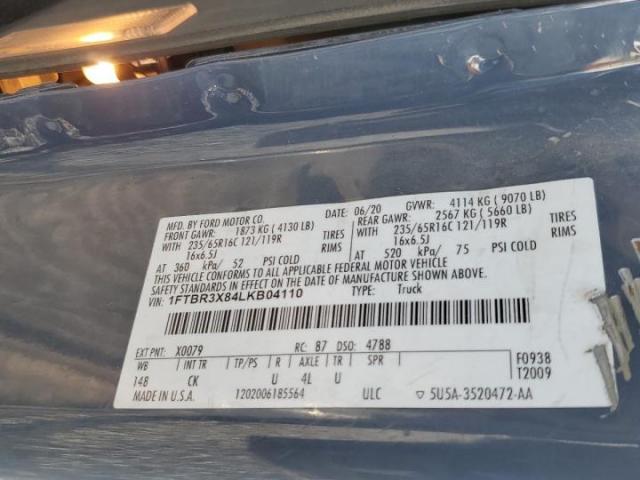 MFD. BY FORD MOTOR CO. 06/20 GVWR: 4114 KG ( 9070 LB)
FRONT GAWR: 1873 KG ( 4130 LB) REAR GAWR: 2567 KG ( 5660 LB)
WITH 235/65R16C 121/119R TIRES WITH 235/65R16C 121/119R TIRES
16x6.5J RIMS 16x6.5J RIMS
AT 360 kPa/ 52 PSI COLD AT 520 kPa/ 75 PSI COLD
THIS VEHICLE CONFORMS TO ALL APPLICABLE FEDERAL MOTOR VEHICLE
SAFETY STANDARDS IN EFFECT ON THE DATE OF MANUFACTURE SHOWN ABOVE.
VIN: 1FTBR3X84LKB04110 TYPE: Truck
EXT PNT: X0079 RC: B7 DSO: 4788 F0938
WB INT TR TP/PS R AXLE TR SPR T2009
148 CK U 4L U
MADE IN U.S.A. 1202006185564 ULC 5U5A-3520472-AA